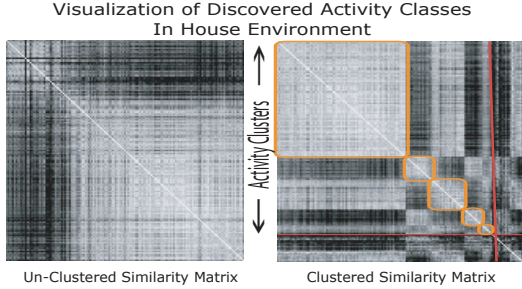 Visualization of Discovered Activity Classes
In House Environment
Activity Clusters
Un-Clustered Similarity Matrix
Clustered Similarity Matrix